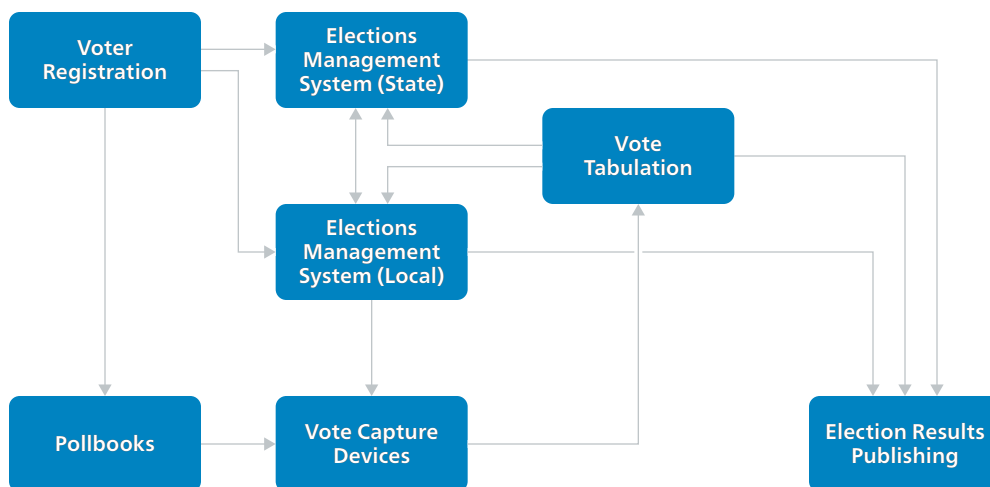 Voter
Registration
Elections
Management
System (State)
Vote
Tabulation
Elections
Management
System (Local)
Pollbooks
Vote Capture
Devices
Election Results
Publishing